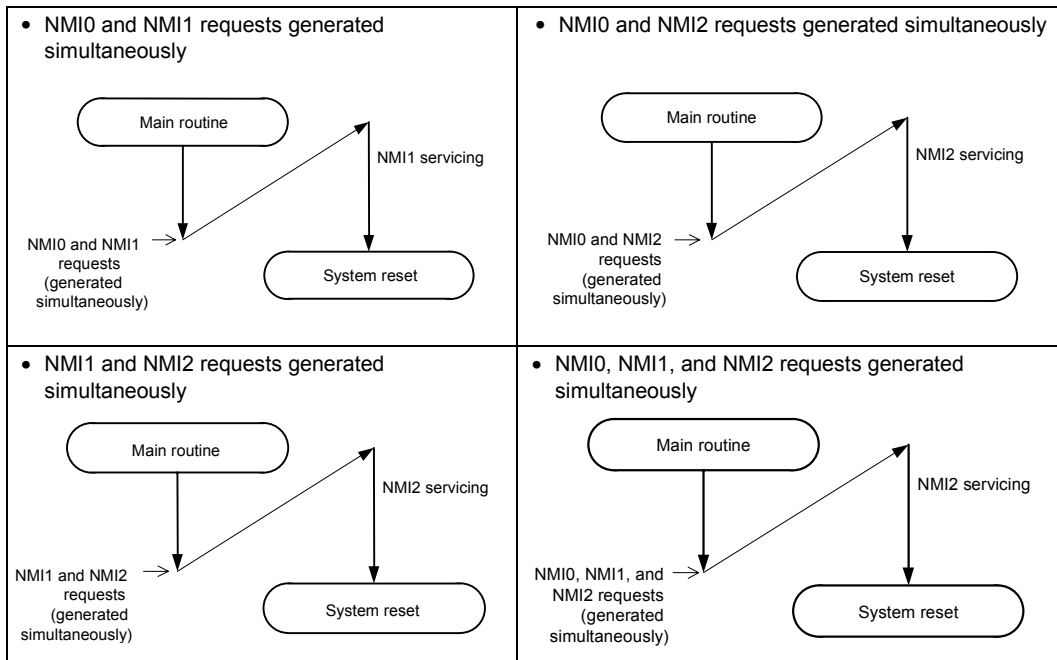 • NMI0 and NMI1 requests generated
simultaneously
Main routine
NMI1 servicing
NMI0 and NMI1
requests
(generated
simultaneously)
System reset
• NMI0 and NMI2 requests generated simultaneously
Main routine
NMI2 servicing
NMI0 and NMI2
requests
(generated
simultaneously)
System reset
• NMI1 and NMI2 requests generated
simultaneously
Main routine
NMI2 servicing
NMI1 and NMI2
requests
(generated
simultaneously)
System reset
• NMI0, NMI1, and NMI2 requests generated
simultaneously
Main routine
NMI2 servicing
NMI0, NMI1, and
NMI2 requests
(generated
simultaneously)
System reset